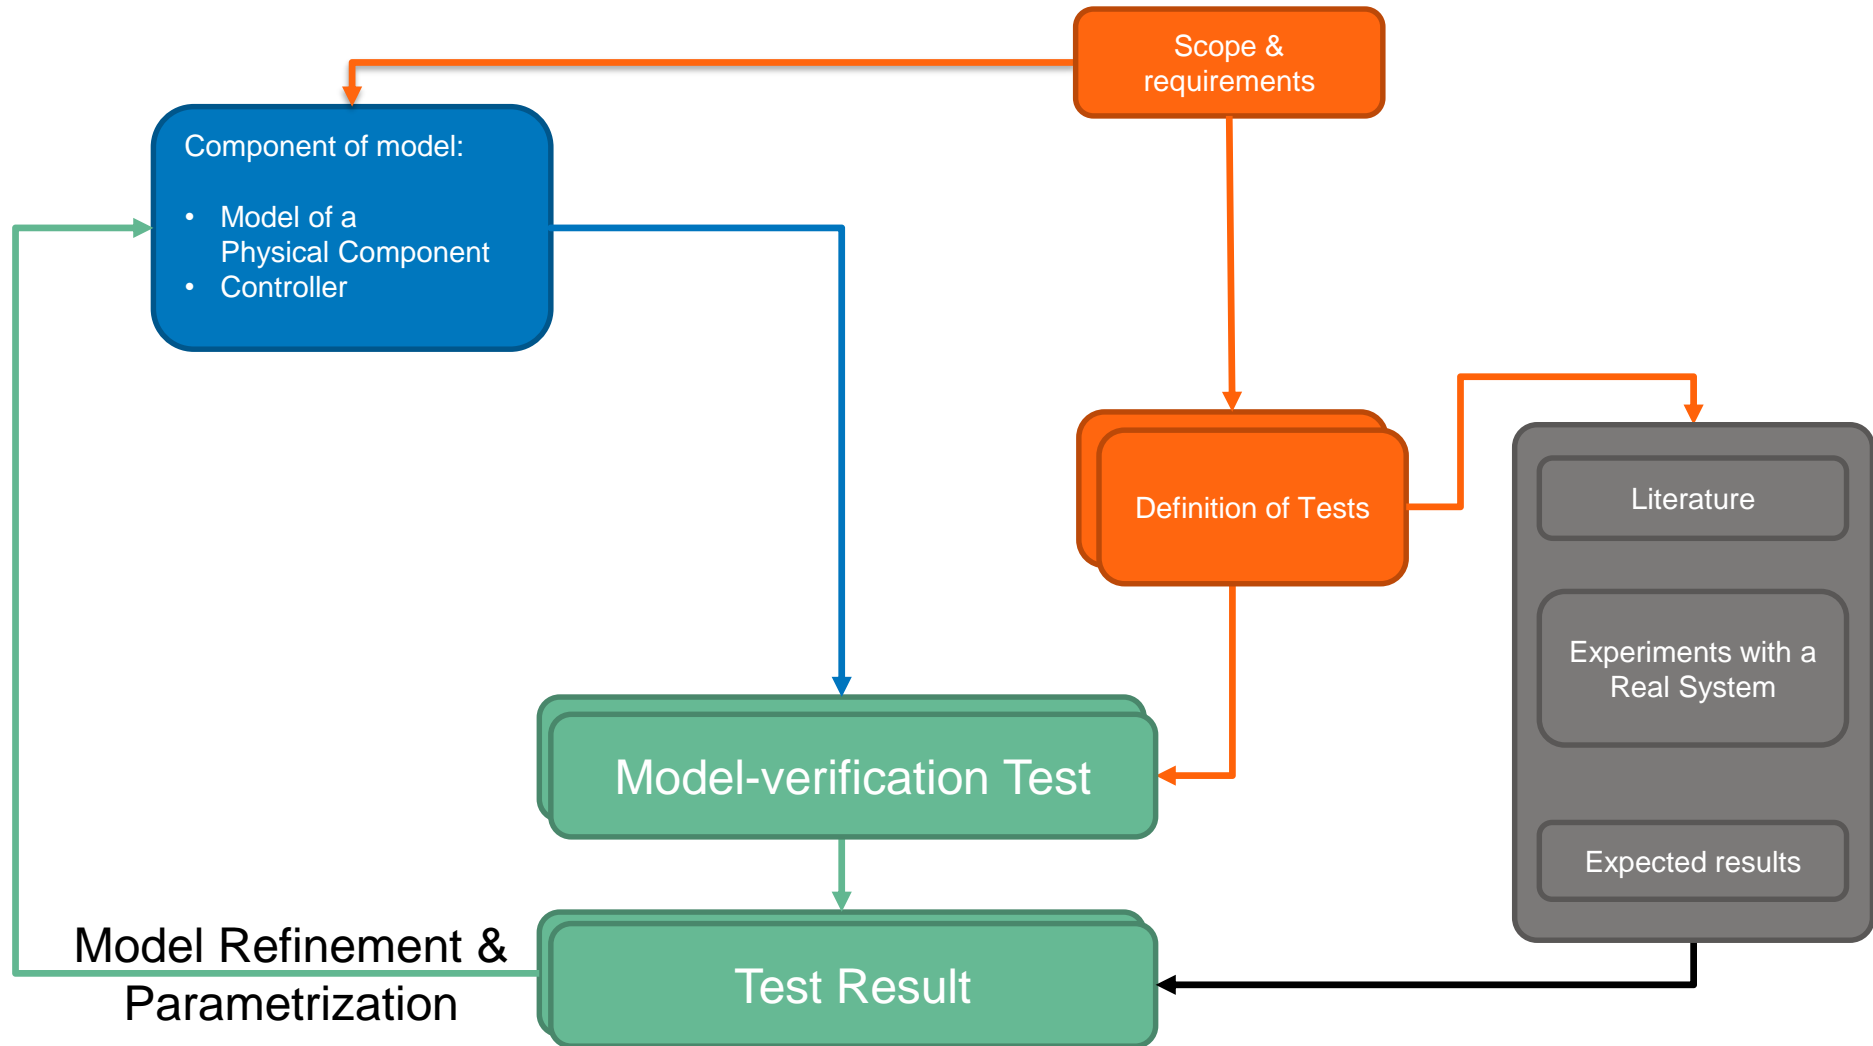 Scope &
requirements
Component of model:
• Model of a
Physical Component
• Controller
Definition of Tests
Literature
Experiments with a
Real System
Expected results
Model-verification Test
Test Result
Model Refinement &
Parametrization